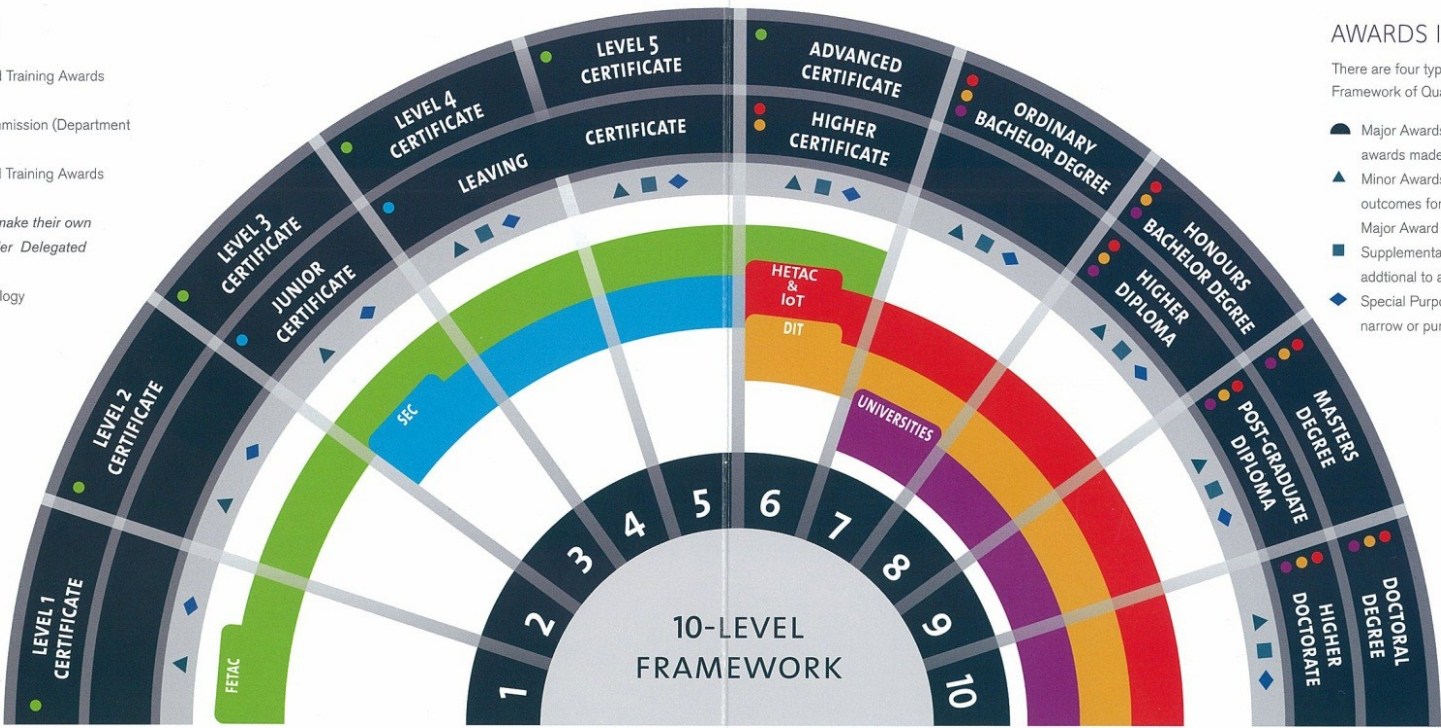 d Training Awards
mmission (Department
d Training Awards
make their own
er Delegated
logy
LEVEL 1
CERTIFICATE
LEVEL 2
CERTIFICATE
LEVEL 3
CERTIFICATE
JUNIOR
CERTIFICATE
LEVEL 4
CERTIFICATE
LEAVING CERTIFICATE
LEVEL 5
CERTIFICATE
ADVANCED
CERTIFICATE
HIGHER
CERTIFICATE
ORDINARY
BACHELOR DEGREE
HONOURS
BACHELOR DEGREE
HIGHER
DIPLOMA
MASTERS
DEGREE
POST-GRADUATE
DIPLOMA
DOCTORAL
DEGREE
HIGHER
DOCTORATE
FETAC
SEC
HETAC
&
IoT
DIT
UNIVERSITIES
1
2
3
4
5
6
7
8
9
10
10-LEVEL
FRAMEWORK
AWARDS I
There are four typ
Framework of Qua
Major Awards
awards made
Minor Awards
outcomes for
Major Award
Supplementa
addtional to a
Special Purpo
narrow or pur